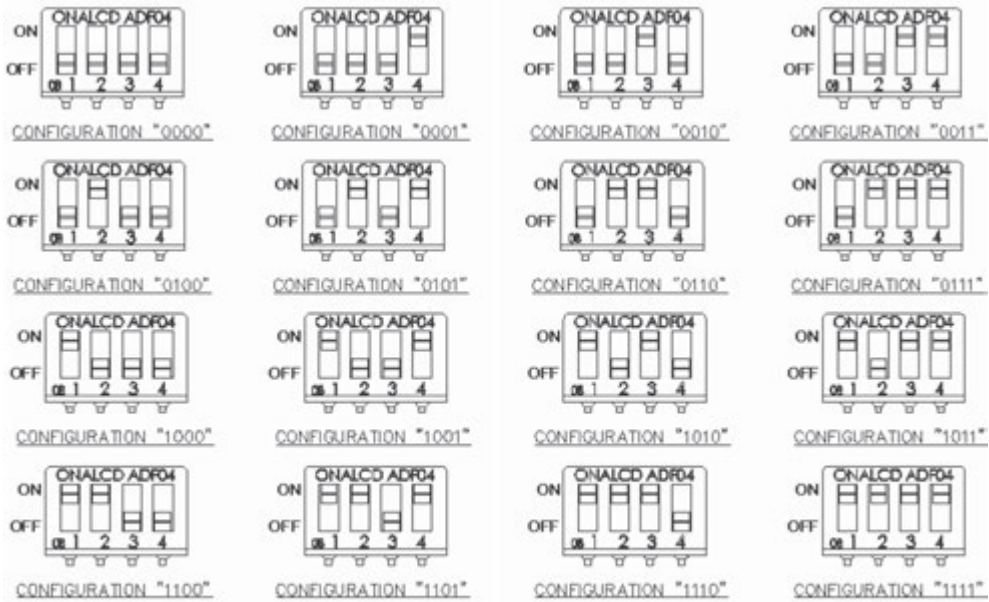 ONALCD ADF04 ONALCD ADF04 ONALCD ADF04 ONALCD ADF04
ON ON ON ON
OFF OFF OFF OFF
1 2 3 4 1 2 3 4 1 2 3 4 1 2 3 4
CONFIGURATION "0000" CONFIGURATION "0001" CONFIGURATION "0010" CONFIGURATION "0011"
ONALCD ADF04 ONALCD ADF04 ONALCD ADF04 ONALCD ADF04
ON ON ON ON
OFF OFF OFF OFF
1 2 3 4 1 2 3 4 1 2 3 4 1 2 3 4
CONFIGURATION "0100" CONFIGURATION "0101" CONFIGURATION "0110" CONFIGURATION "0111"
ONALCD ADF04 ONALCD ADF04 ONALCD ADF04 ONALCD ADF04
ON ON ON ON
OFF OFF OFF OFF
1 2 3 4 1 2 3 4 1 2 3 4 1 2 3 4
CONFIGURATION "1000" CONFIGURATION "1001" CONFIGURATION "1010" CONFIGURATION "1011"
ONALCD ADF04 ONALCD ADF04 ONALCD ADF04 ONALCD ADF04
ON ON ON ON
OFF OFF OFF OFF
1 2 3 4 1 2 3 4 1 2 3 4 1 2 3 4
CONFIGURATION "1100" CONFIGURATION "1101" CONFIGURATION "1110" CONFIGURATION "1111"